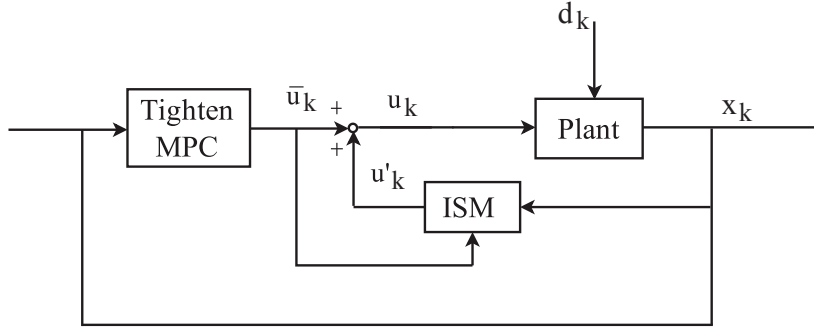 d_k
Tighten
MPC
ū_k
+
u_k
Plant
x_k
+
u'_k
ISM